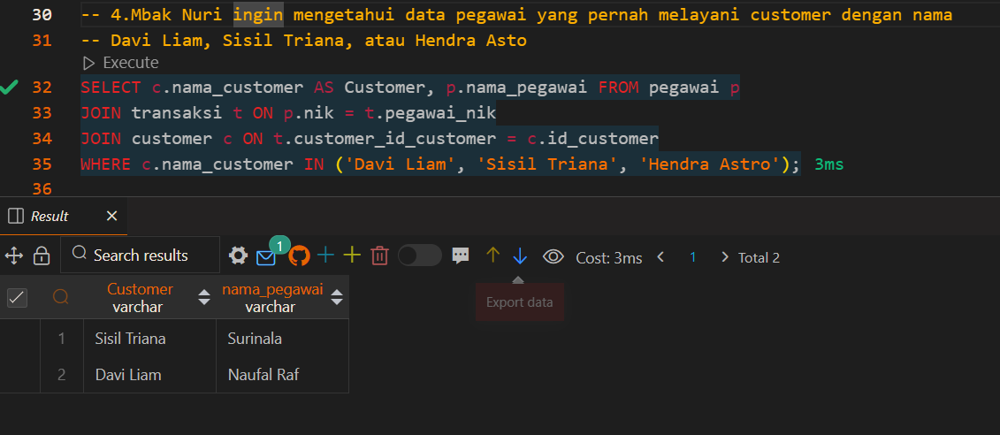 30 -- 4.Mbak Nuri ingin mengetahui data pegawai yang pernah melayani customer dengan nama
31 -- Davi Liam, Sisil Triana, atau Hendra Asto
Execute
32 SELECT c.nama_customer AS Customer, p.nama_pegawai FROM pegawai p
33 JOIN transaksi t ON p.nik = t.pegawai_nik
34 JOIN customer c ON t.customer_id_customer = c.id_customer
35 WHERE c.nama_customer IN ('Davi Liam', 'Sisil Triana', 'Hendra Astro'); 3ms
36
Result
Search results 1 Cost: 3ms 1 Total 2
Export data
Customer nama_pegawai
varchar varchar
1 Sisil Triana Surinala
2 Davi Liam Naufal Raf